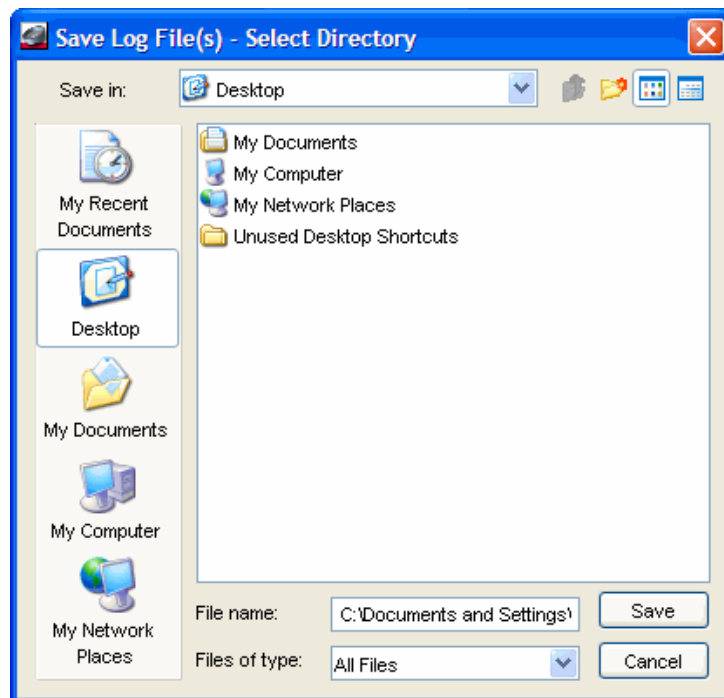 Save Log File(s) - Select Directory
Save in:
Desktop
My Recent
Documents
Desktop
My Documents
My Computer
My Network
Places
My Documents
My Computer
My Network Places
Unused Desktop Shortcuts
File name:
C:\Documents and Settings\
Save
Files of type:
All Files
Cancel